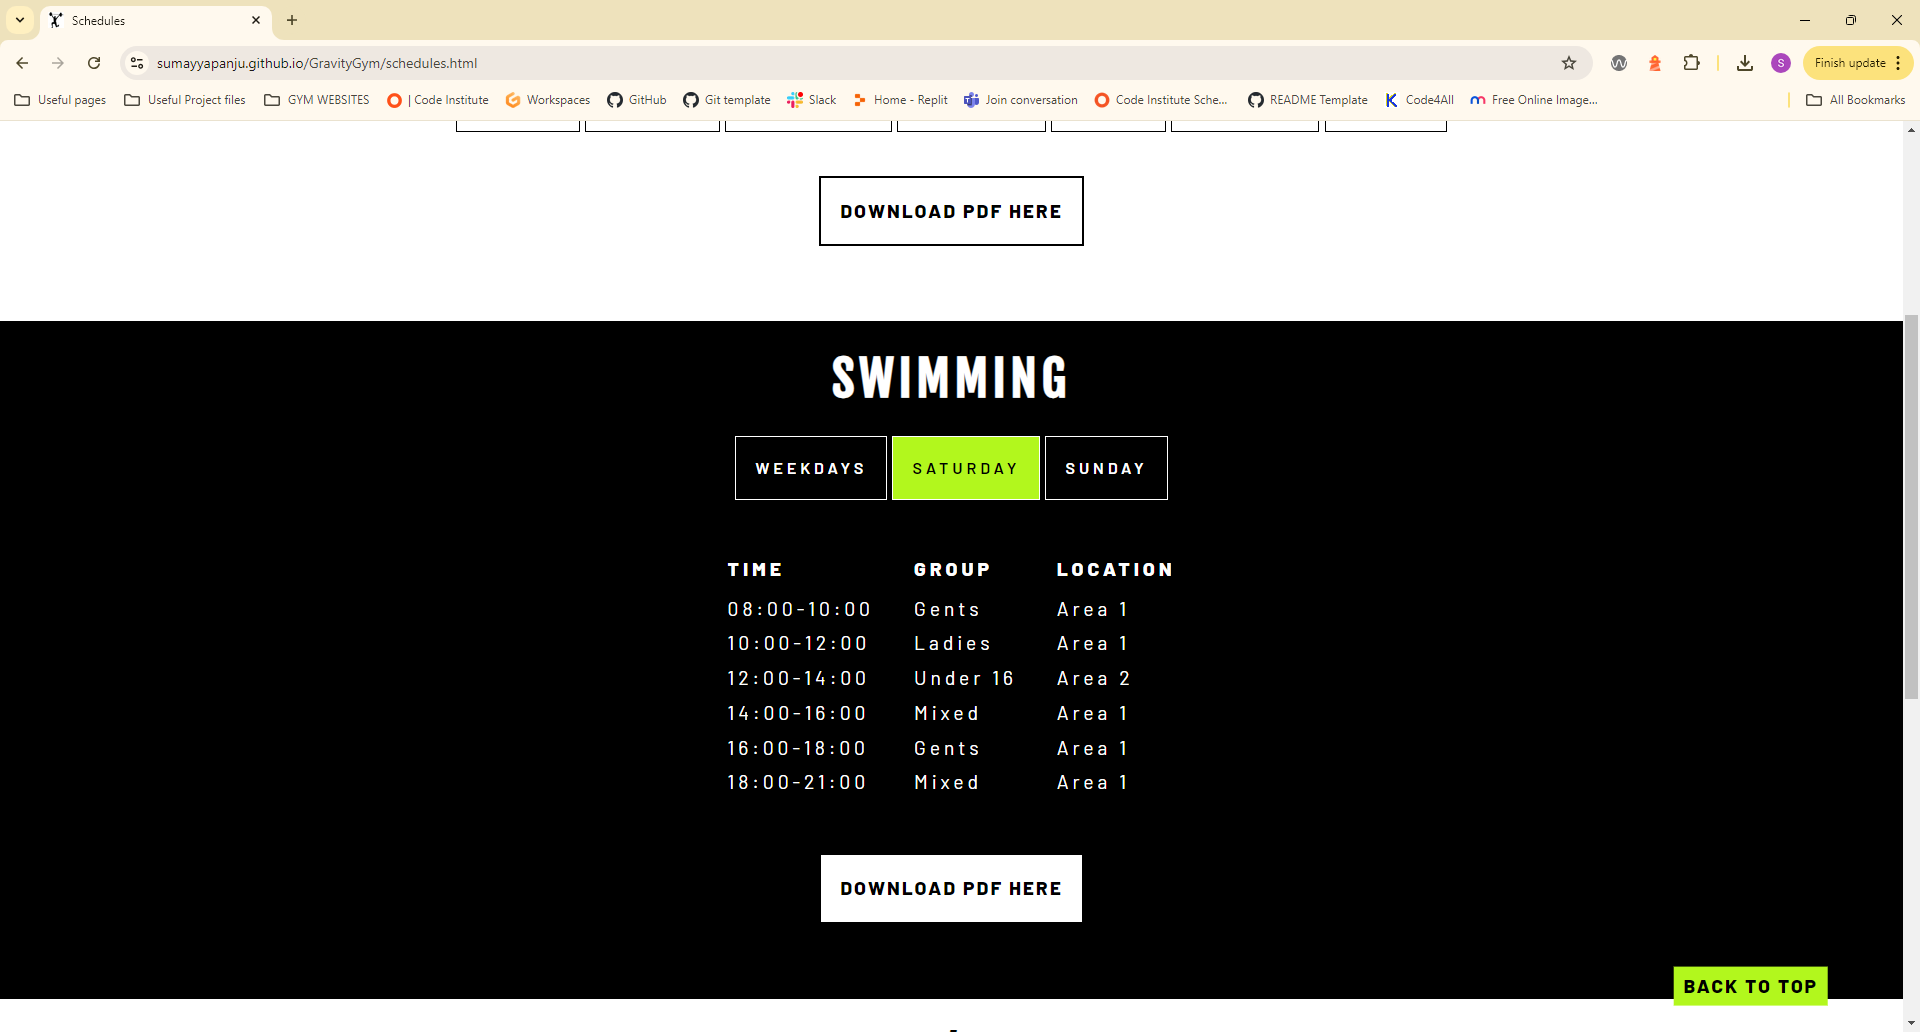 Schedules
sumayyapanju.github.io/GravityGym/schedules.html
S
Finish update
Useful pages
Useful Project files
GYM WEBSITES
| Code Institute
Workspaces
GitHub
Git template
Slack
Home - Replit
Join conversation
Code Institute Sche...
README Template
Code4All
Free Online Image...
All Bookmarks
DOWNLOAD PDF HERE
SWIMMING
WEEKDAYS SATURDAY SUNDAY
TIME GROUP LOCATION
08:00-10:00 Gents Area 1
10:00-12:00 Ladies Area 1
12:00-14:00 Under 16 Area 2
14:00-16:00 Mixed Area 1
16:00-18:00 Gents Area 1
18:00-21:00 Mixed Area 1
DOWNLOAD PDF HERE
BACK TO TOP